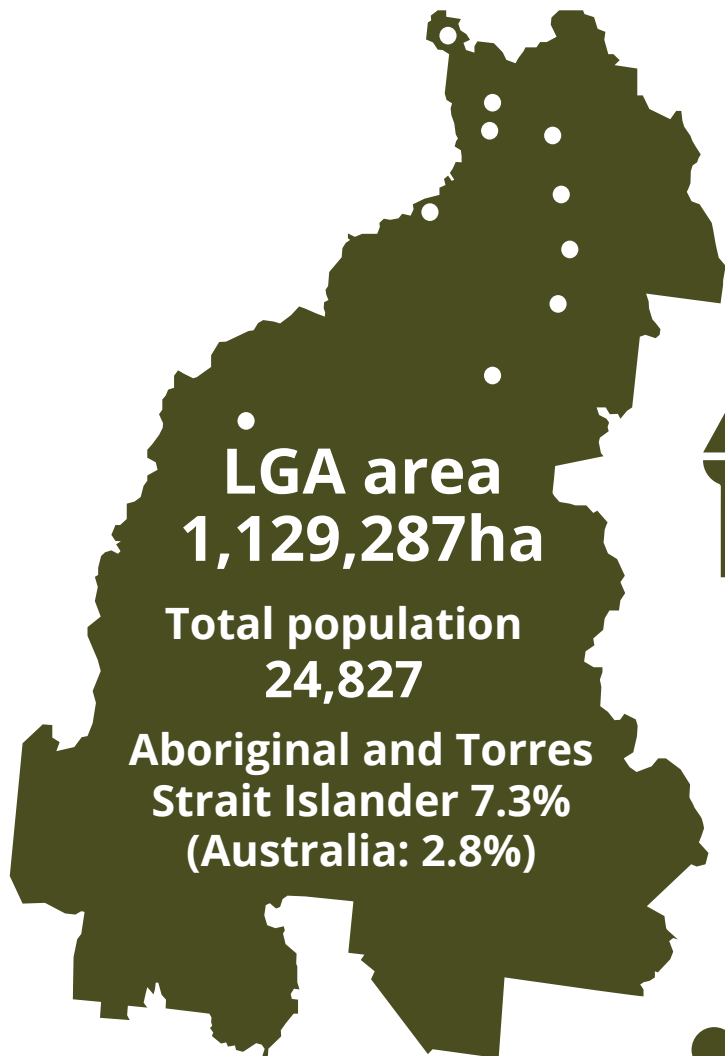 LGA area
1,129,287ha
Total population
24,827
Aboriginal and Torres
Strait Islander 7.3%
(Australia: 2.8%)